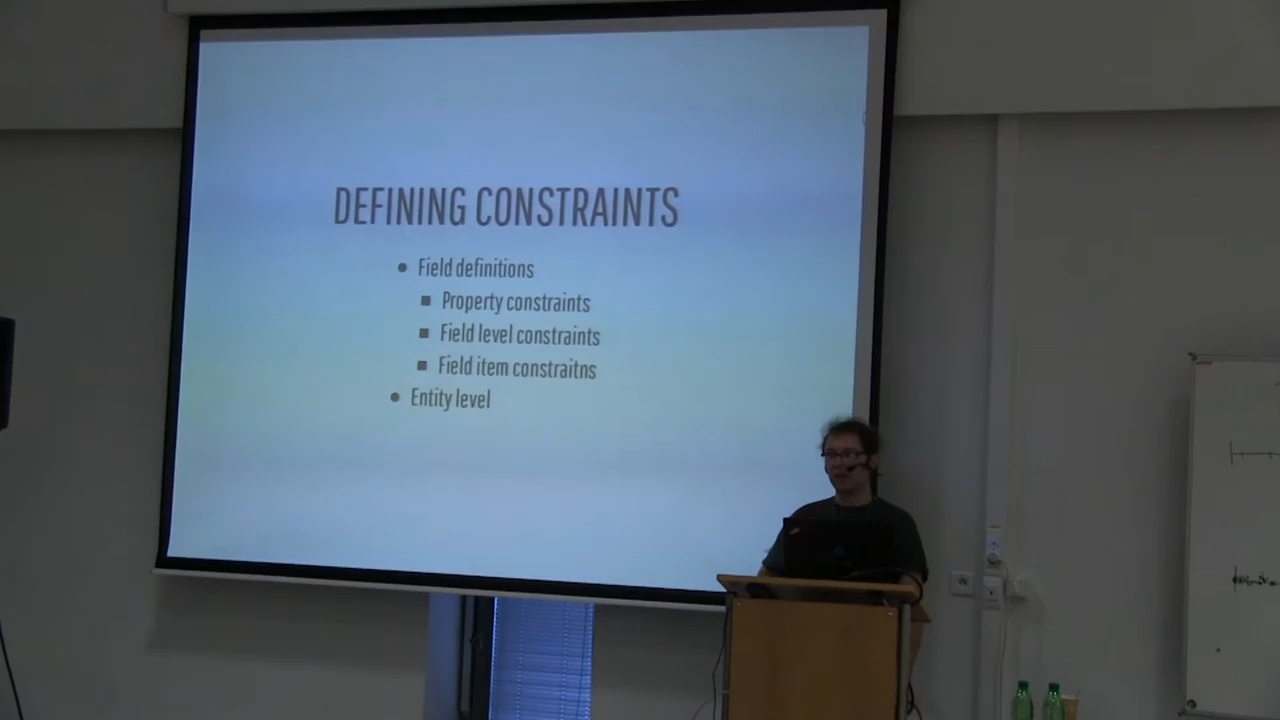 DEFINING CONSTRAINTS
Field definitions
Property constraints
Field level constraints
Field item constraitns
Entity level